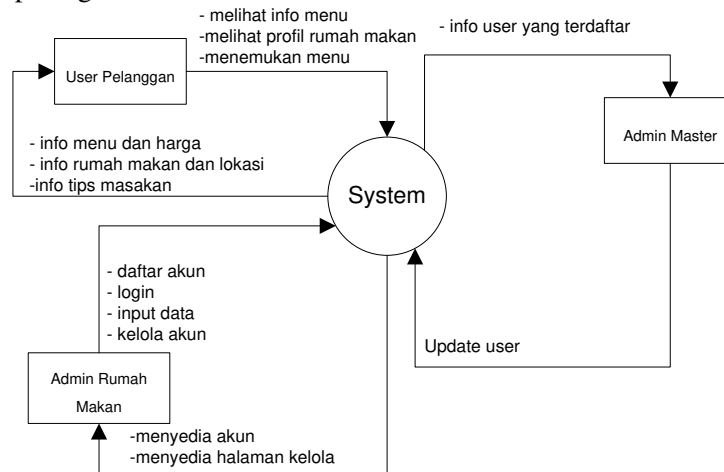 - melihat info menu
-melihat profil rumah makan
-menemukan menu
- info user yang terdaftar
User Pelanggan
Admin Master
- info menu dan harga
- info rumah makan dan lokasi
-info tips masakan
System
- daftar akun
- login
- input data
- kelola akun
Update user
Admin Rumah
Makan
-menyedia akun
-menyedia halaman kelola